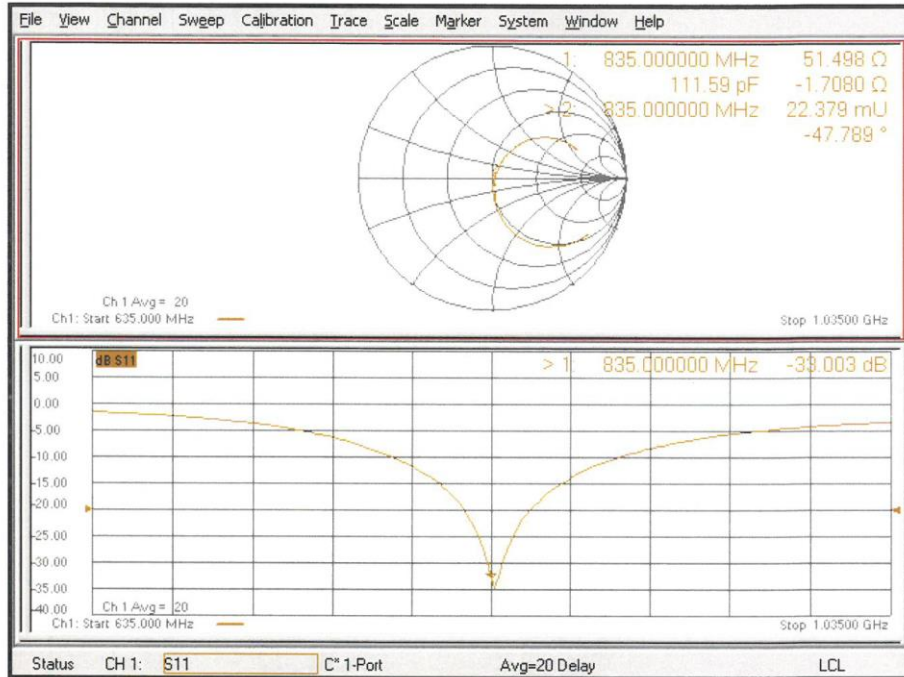 File View Channel Sweep Calibration Trace Scale Marker System Window Help
1: 835.000000 MHz 51.498 Ω
111.59 pF -1.7080 Ω
> 2: 835.000000 MHz 22.379 mU
-47.789 °
Ch 1 Avg = 20
Ch1: Start 635.000 MHz
Stop 1.03500 GHz
10.00
dB S11
> 1: 835.000000 MHz -33.003 dB
5.00
0.00
-5.00
-10.00
-15.00
-20.00
-25.00
-30.00
-35.00
-40.00
Ch 1 Avg = 20
Ch1: Start 635.000 MHz
Stop 1.03500 GHz
Status CH 1: S11 C* 1-Port Avg=20 Delay LCL